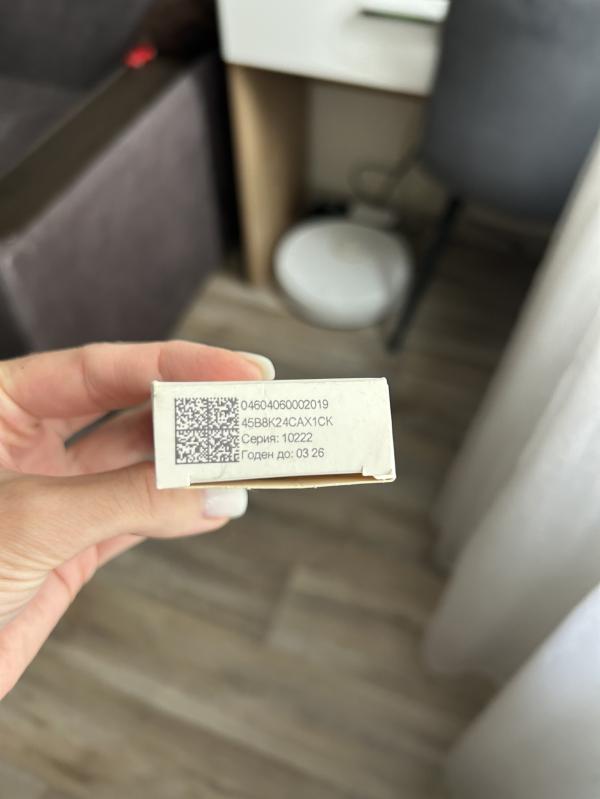 04604060002019
45B8K24CAX1CK
Серия: 10222
Годен до: 03 26